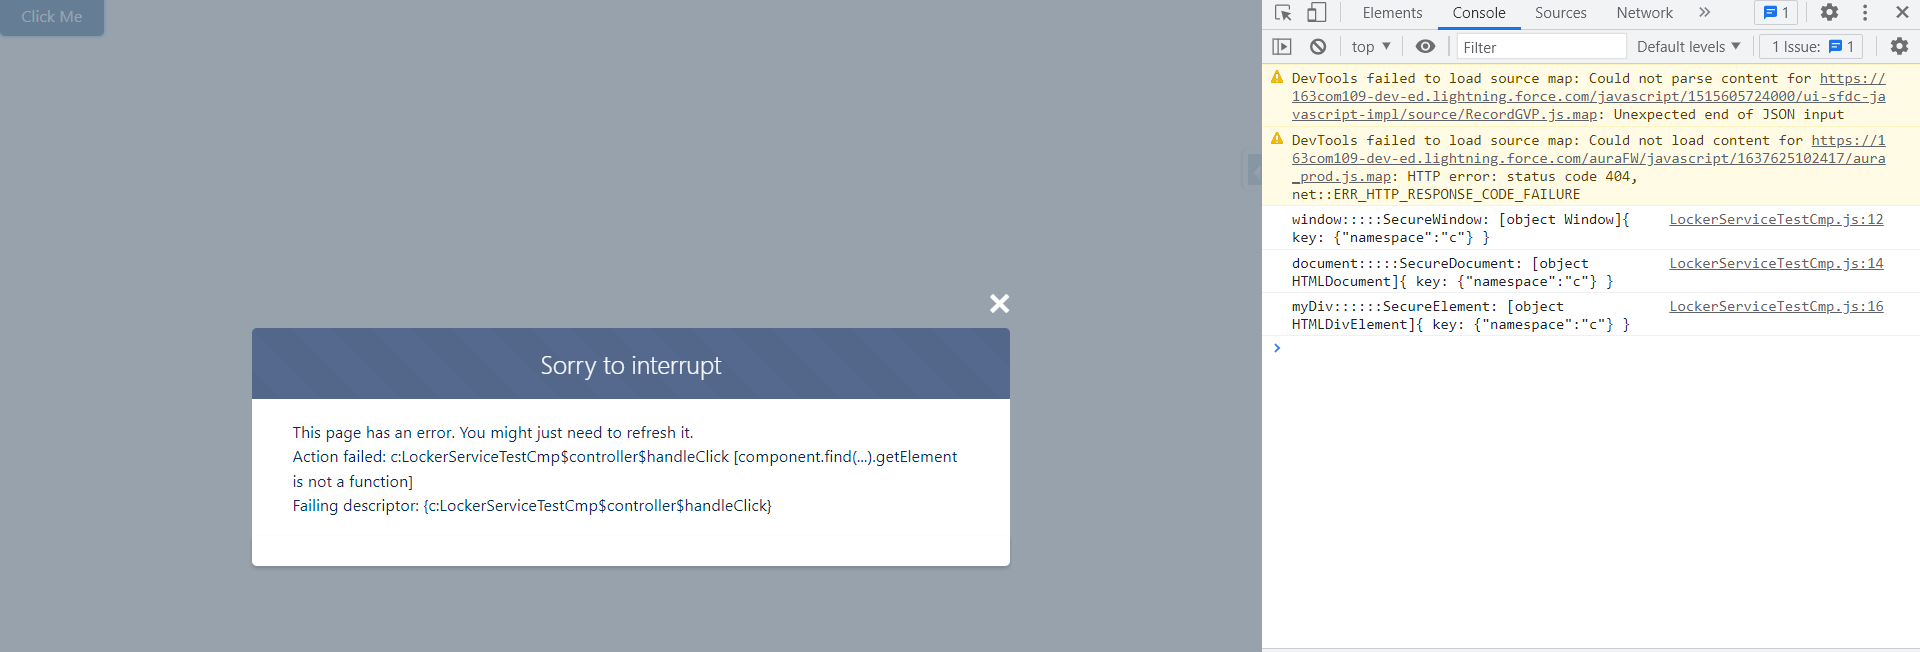 Click Me
Sorry to interrupt
This page has an error. You might just need to refresh it.
Action failed: c:LockerServiceTestCmp$controller$handleClick [component.find(...).getElement
is not a function]
Failing descriptor: {c:LockerServiceTestCmp$controller$handleClick}
Elements Console Sources Network » 1
top ▼ Filter Default levels ▼ 1 Issue: 1
DevTools failed to load source map: Could not parse content for https://
163com109-dev-ed.lightning.force.com/javascript/1515605724000/ui-sfdc-ja
vascript-impl/source/RecordGVP.js.map: Unexpected end of JSON input
DevTools failed to load source map: Could not load content for https://1
63com109-dev-ed.lightning.force.com/auraFW/javascript/1637625102417/aura
_prod.js.map: HTTP error: status code 404,
net::ERR_HTTP_RESPONSE_CODE_FAILURE
window:::::SecureWindow: [object Window]{ LockerServiceTestCmp.js:12
key: {"namespace":"c"} }
document:::::SecureDocument: [object LockerServiceTestCmp.js:14
HTMLDocument]{ key: {"namespace":"c"} }
myDiv::::::SecureElement: [object LockerServiceTestCmp.js:16
HTMLDivElement]{ key: {"namespace":"c"} }